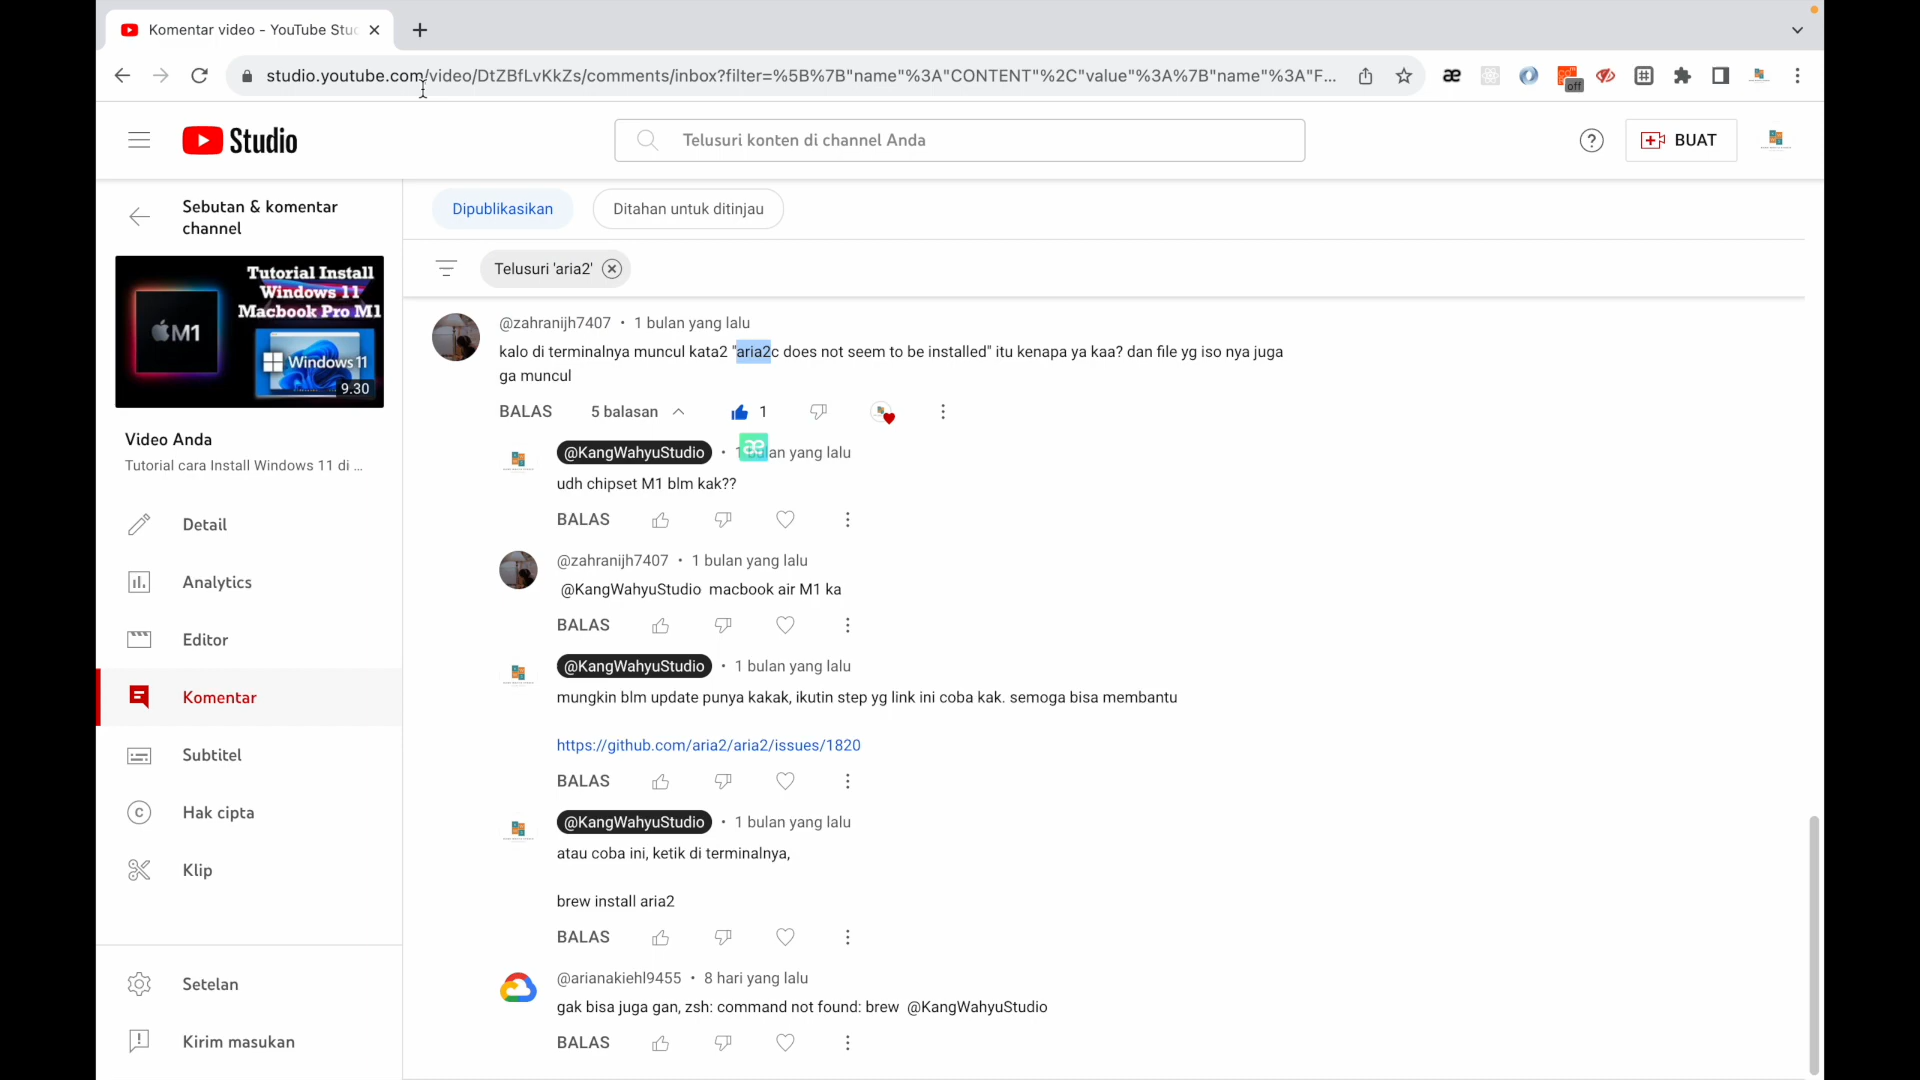 Komentar video - YouTube Stu
studio.youtube.com/video/DtZBfLvKkZs/comments/inbox?filter=%5B%7B"name"%3A"CONTENT"%2C"value"%3A%7B"name"%3A"F...
off
Studio
Telusuri konten di channel Anda
BUAT
Sebutan & komentar
channel
Tutorial Install
Windows 11
Macbook Pro M1
M1
Windows 11
9.30
Video Anda
Tutorial cara Install Windows 11 di ...
Detail
Analytics
Editor
Komentar
Subtitel
Hak cipta
Klip
Setelan
Kirim masukan
Dipublikasikan
Ditahan untuk ditinjau
Telusuri 'aria2'
@zahranijh7407 • 1 bulan yang lalu
kalo di terminalnya muncul kata2 "aria2c does not seem to be installed" itu kenapa ya kaa? dan file yg iso nya juga
ga muncul
BALAS 5 balasan 1
@KangWahyuStudio • 1 bulan yang lalu
æ
udh chipset M1 blm kak??
BALAS
@zahranijh7407 • 1 bulan yang lalu
@KangWahyuStudio macbook air M1 ka
BALAS
@KangWahyuStudio • 1 bulan yang lalu
mungkin blm update punya kakak, ikutin step yg link ini coba kak. semoga bisa membantu
https://github.com/aria2/aria2/issues/1820
BALAS
@KangWahyuStudio • 1 bulan yang lalu
atau coba ini, ketik di terminalnya,
brew install aria2
BALAS
@arianakiehl9455 • 8 hari yang lalu
gak bisa juga gan, zsh: command not found: brew @KangWahyuStudio
BALAS